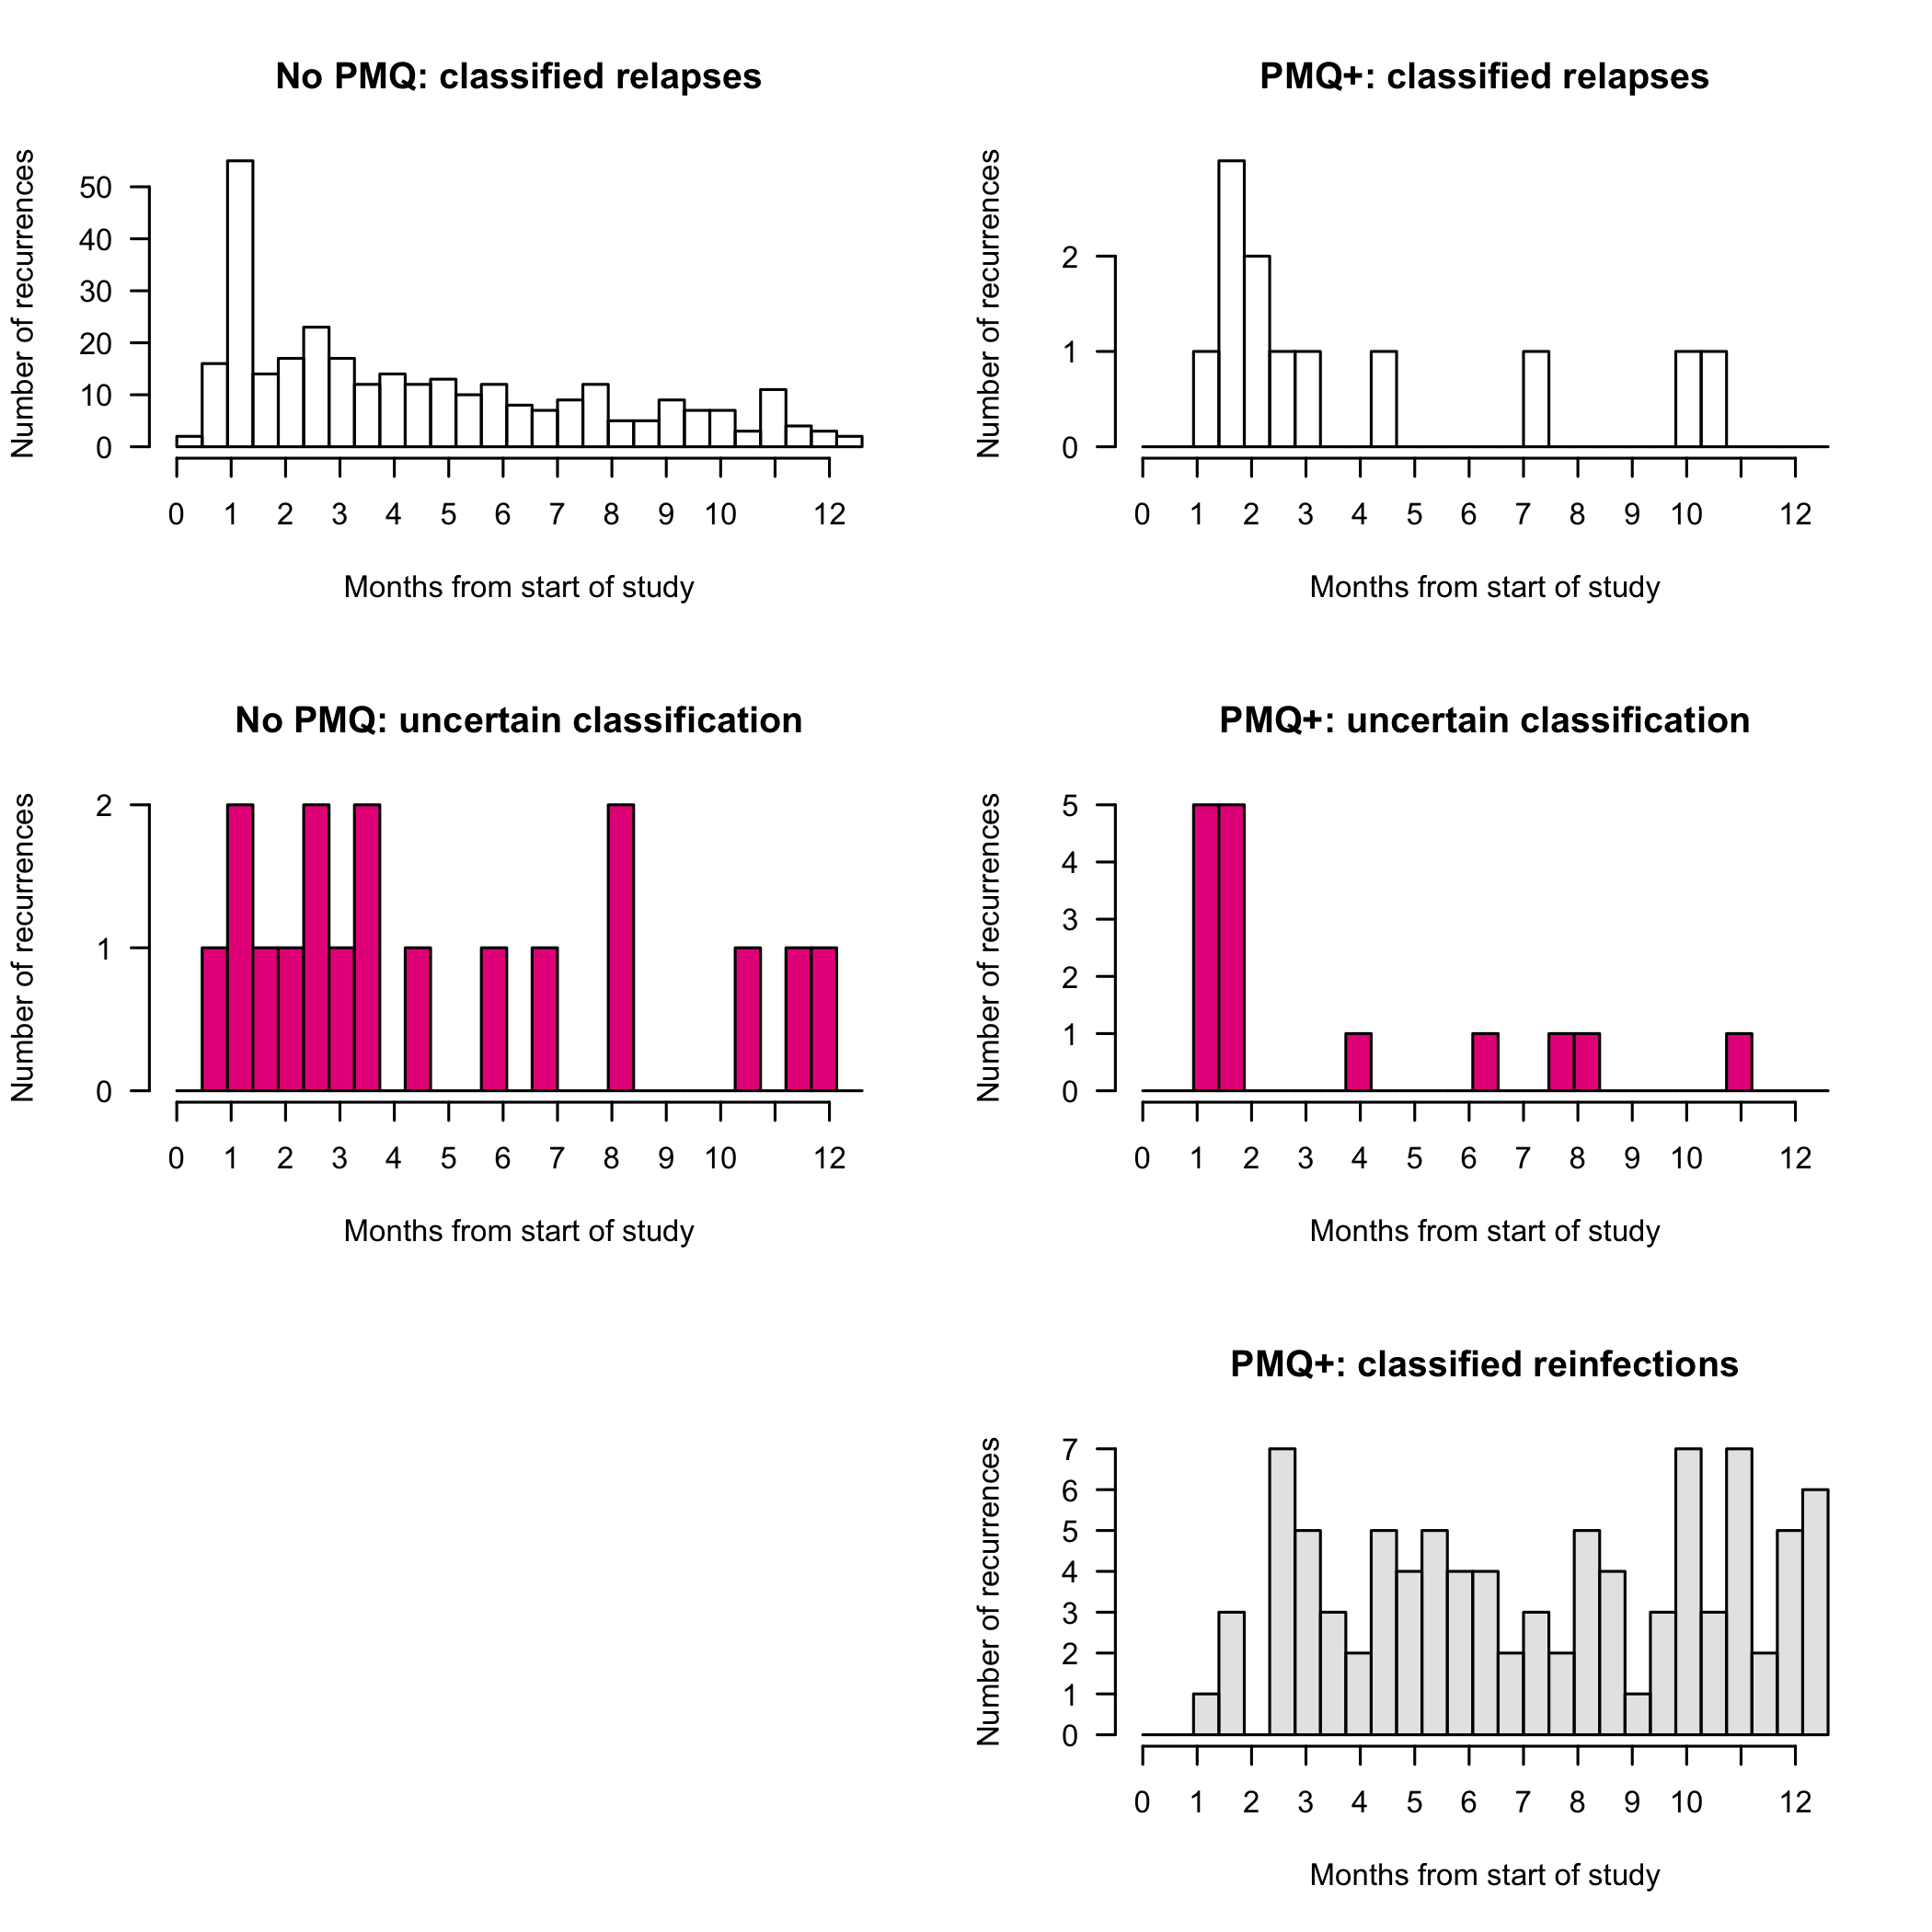 No PMQ: classified relapses
Number of recurrences
50
40
30
20
10
0
0 1 2 3 4 5 6 7 8 9 10 12
Months from start of study
PMQ+: classified relapses
Number of recurrences
2
1
0
0 1 2 3 4 5 6 7 8 9 10 12
Months from start of study
No PMQ: uncertain classification
Number of recurrences
2
1
0
0 1 2 3 4 5 6 7 8 9 10 12
Months from start of study
PMQ+: uncertain classification
Number of recurrences
5
4
3
2
1
0
0 1 2 3 4 5 6 7 8 9 10 12
Months from start of study
PMQ+: classified reinfections
Number of recurrences
7
6
5
4
3
2
1
0
0 1 2 3 4 5 6 7 8 9 10 12
Months from start of study